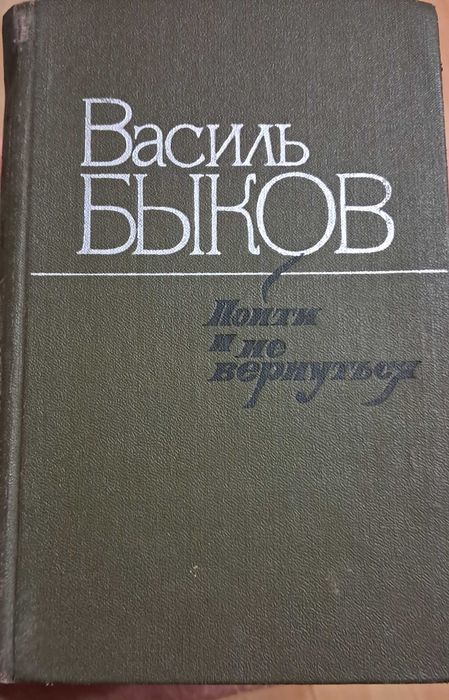 Василь
БЫКОВ
Пойти
и не
вернуться